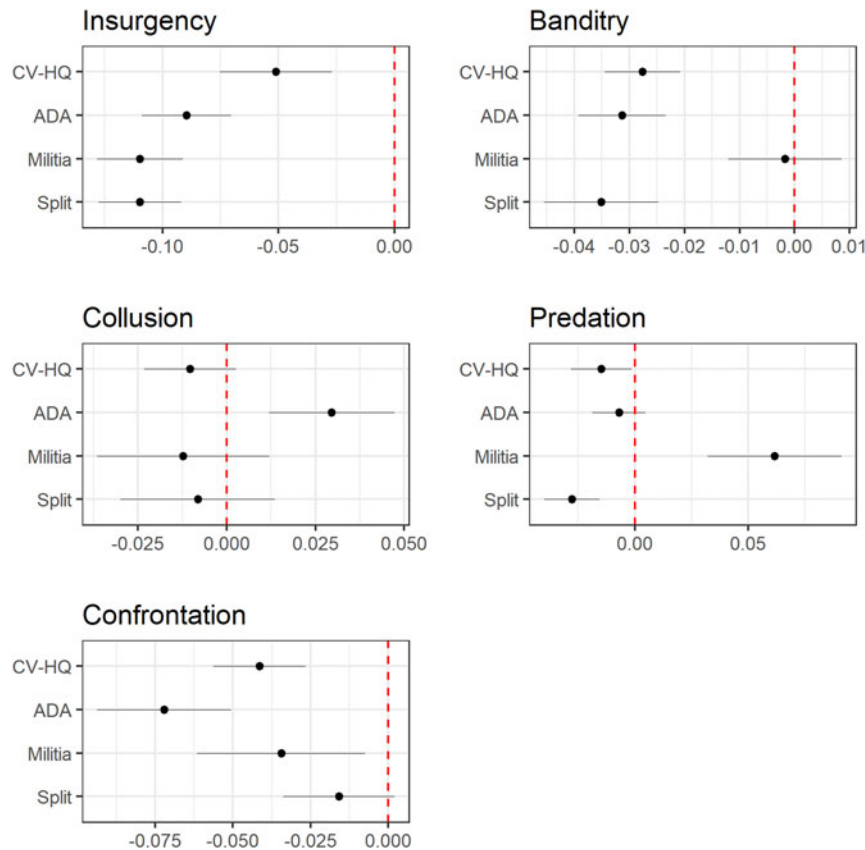 Insurgency
CV-HQ
ADA
Militia
Split
-0.10 -0.05 0.00
Banditry
CV-HQ
ADA
Militia
Split
-0.04 -0.03 -0.02 -0.01 0.00 0.01
Collusion
CV-HQ
ADA
Militia
Split
-0.025 0.000 0.025 0.050
Predation
CV-HQ
ADA
Militia
Split
0.00 0.05
Confrontation
CV-HQ
ADA
Militia
Split
-0.075 -0.050 -0.025 0.000